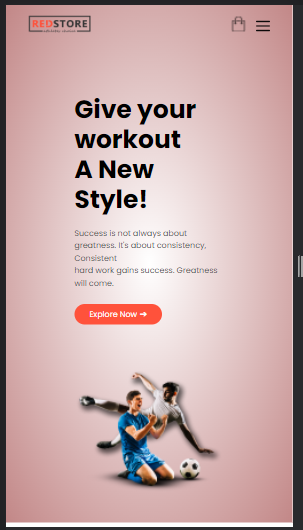 REDSTORE
Give your
workout
A New
Style!
Success is not always about
greatness. It's about consistency,
Consistent
hard work gains success. Greatness
will come.
Explore Now →